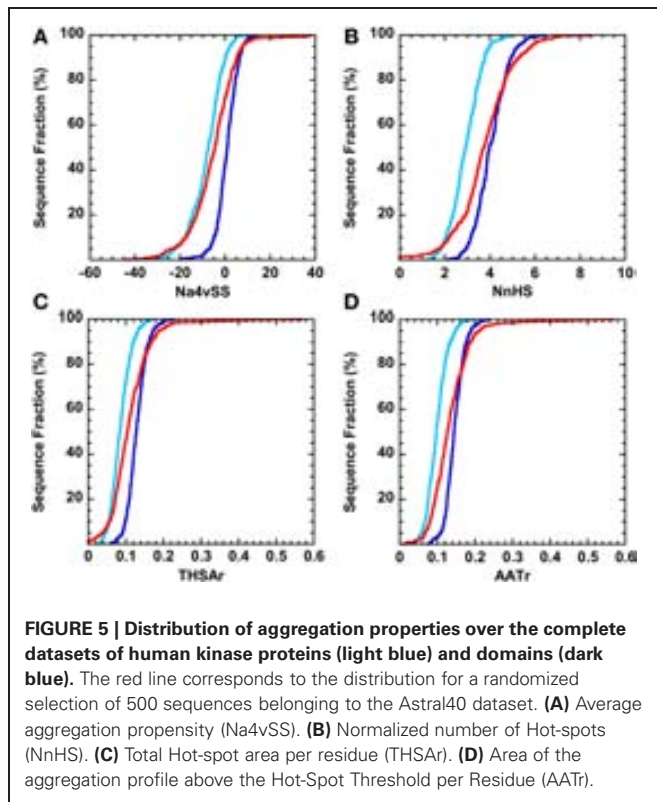 A
B
100
80
60
40
20
Sequence Fraction (%)
-60 -40 -20 0 20 40
Na4vSS
100
80
60
40
20
Sequence Fraction (%)
0 2 4 6 8 10
NnHS
C
D
100
80
60
40
20
Sequence Fraction (%)
0 0.1 0.2 0.3 0.4 0.5 0.6
THSAr
100
80
60
40
20
Sequence Fraction (%)
0 0.1 0.2 0.3 0.4 0.5 0.6
AATr
FIGURE 5 | Distribution of aggregation properties over the complete
datasets of human kinase proteins (light blue) and domains (dark
blue). The red line corresponds to the distribution for a randomized
selection of 500 sequences belonging to the Astral40 dataset. (A) Average
aggregation propensity (Na4vSS). (B) Normalized number of Hot-spots
(NnHS). (C) Total Hot-spot area per residue (THSAr). (D) Area of the
aggregation profile above the Hot-Spot Threshold per Residue (AATr).